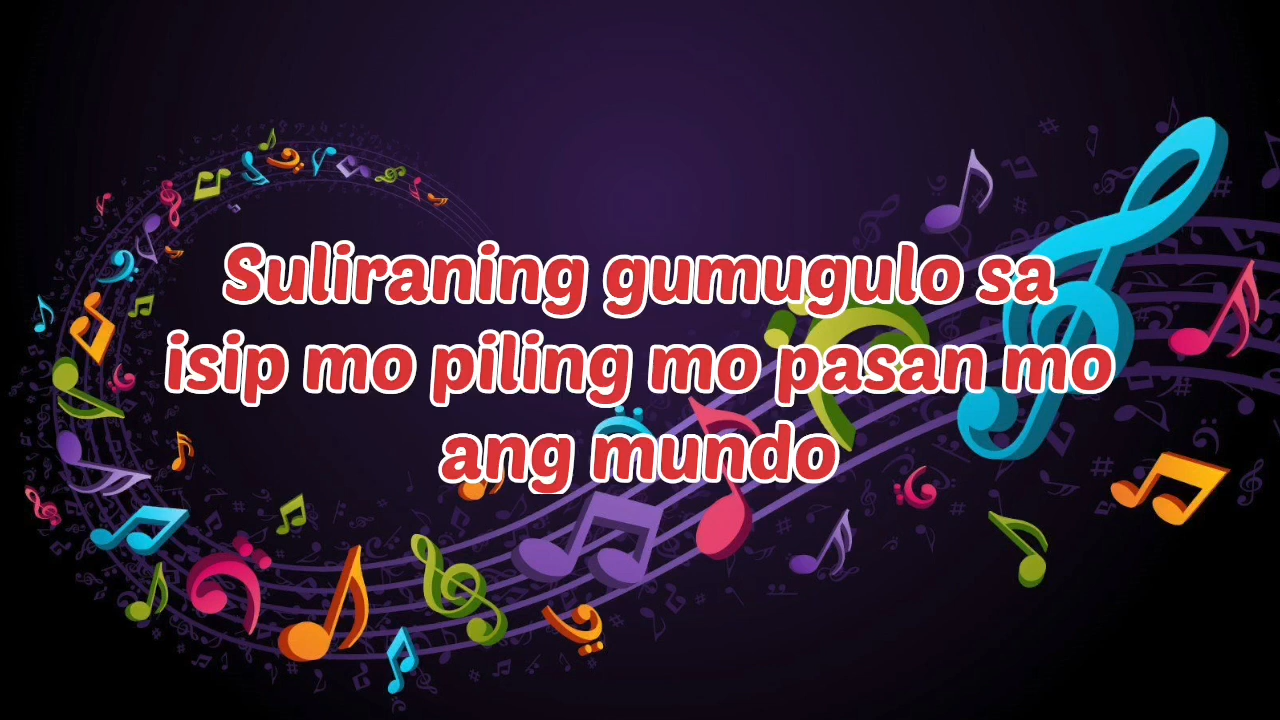 Suliraning gumugulo sa
isip mo piling mo pasan mo
ang mundo